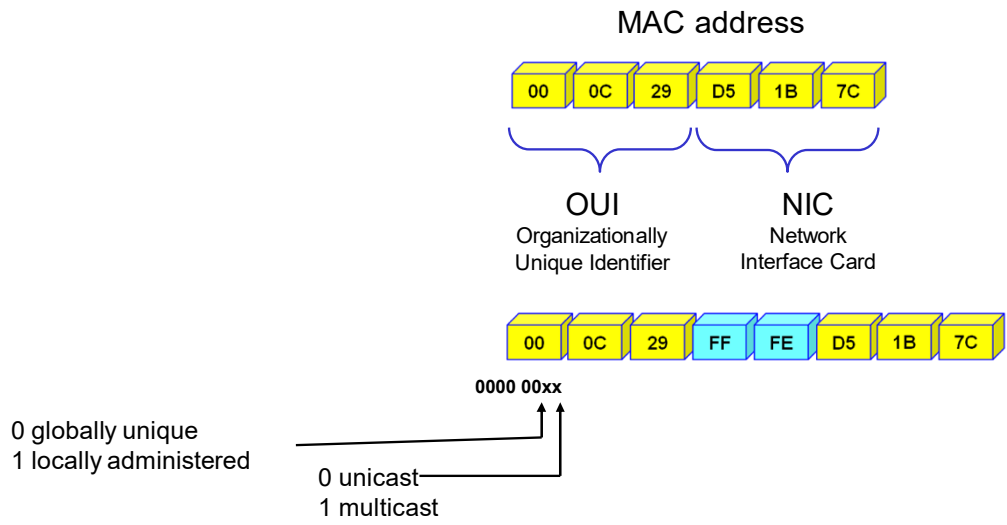 MAC address
00 0C 29 D5 1B 7C
OUI
Organizationally
Unique Identifier
NIC
Network
Interface Card
00 0C 29 FF FE D5 1B 7C
0000 00xx
0 globally unique
1 locally administered
0 unicast
1 multicast